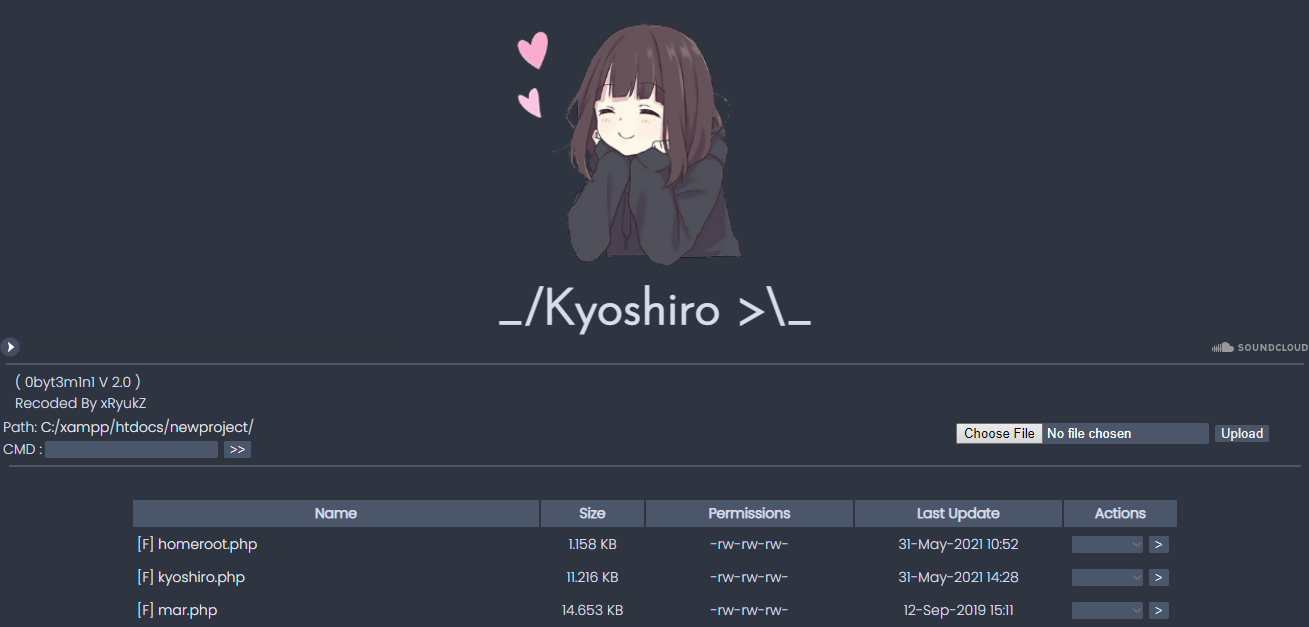 _/Kyoshiro >\_
SOUNDCLOUD
( 0byt3m1n1 V 2.0 )
Recoded By xRyukZ
Path: C:/xampp/htdocs/newproject/
Choose File No file chosen Upload
CMD : >>
Name Size Permissions Last Update Actions
[F] homeroot.php 1.158 KB -rw-rw-rw- 31-May-2021 10:52 >
[F] kyoshiro.php 11.216 KB -rw-rw-rw- 31-May-2021 14:28 >
[F] mar.php 14.653 KB -rw-rw-rw- 12-Sep-2019 15:11 >